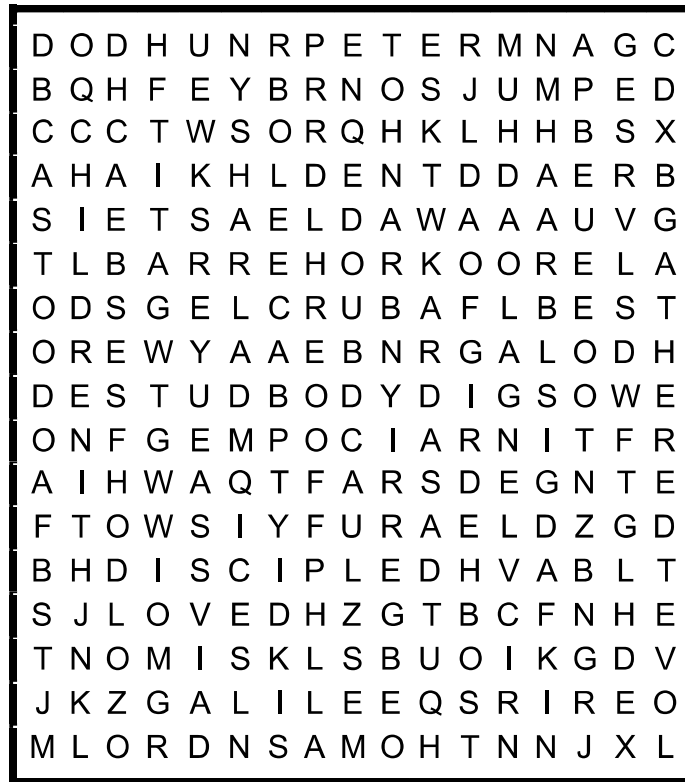 D O D H U N R P E T E R M N A G C
B Q H F E Y B R N O S J U M P E D
C C C T W S O R Q H K L H H B S X
A H A I K H L D E N T D D A E R B
S I E T S A E L D A W A A A U V G
T L B A R R E H O R K O O R E L A
O D S G E L C R U B A F L B E S T
O R E W Y A A E B N R G A L O D H
D E S T U D B O D Y D I G S O W E
O N F G E M P O C I A R N I T F R
A I H W A Q T F A R S D E G N T E
F T O W S I Y F U R A E L D Z G D
B H D I S C I P L E D H V A B L T
S J L O V E D H Z G T B C F N H E
T N O M I S K L S B U O I K G D V
J K Z G A L I L E E Q S R I R E O
M L O R D N S A M O H T N N J X L